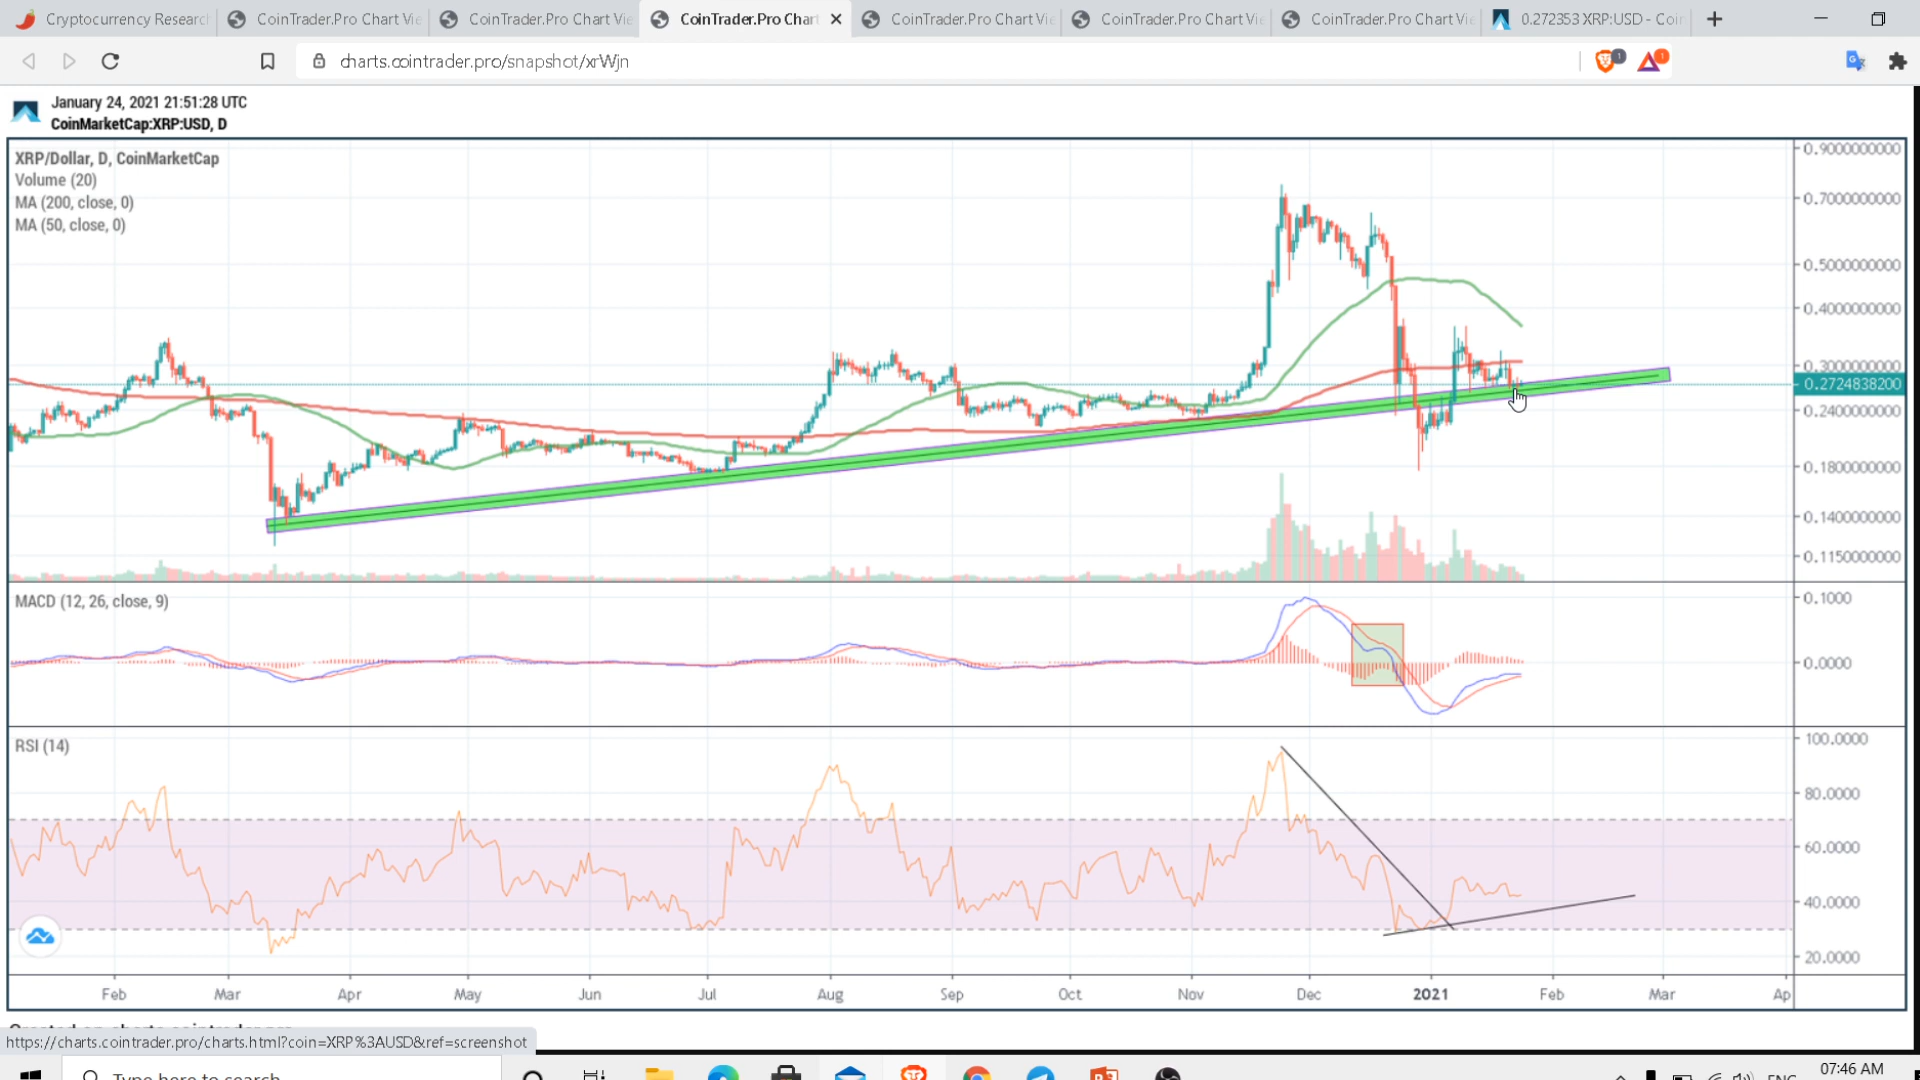 Cryptocurrency Researc
CoinTrader.Pro Chart Vie
CoinTrader.Pro Chart Vie
CoinTrader.Pro Chart
CoinTrader.Pro Chart Vie
CoinTrader.Pro Chart Vie
CoinTrader.Pro Chart Vie
0.272353 XRP:USD - Coin
charts.cointrader.pro/snapshot/xrWjn
1
1
January 24, 2021 21:51:28 UTC
CoinMarketCap:XRP:USD, D
XRP/Dollar, D, CoinMarketCap
Volume (20)
MA (200, close, 0)
MA (50, close, 0)
0.9000000000
0.7000000000
0.5000000000
0.4000000000
0.3000000000
0.2724838200
0.2400000000
0.1800000000
0.1400000000
0.1150000000
MACD (12, 26, close, 9)
0.1000
0.0000
RSI (14)
100.0000
80.0000
60.0000
40.0000
20.0000
Feb Mar Apr May Jun Jul Aug Sep Oct Nov Dec 2021 Feb Mar Ap
https://charts.cointrader.pro/charts.html?coin=XRP%3AUSD&ref=screenshot
Type here to search
ENG
07:46 AM